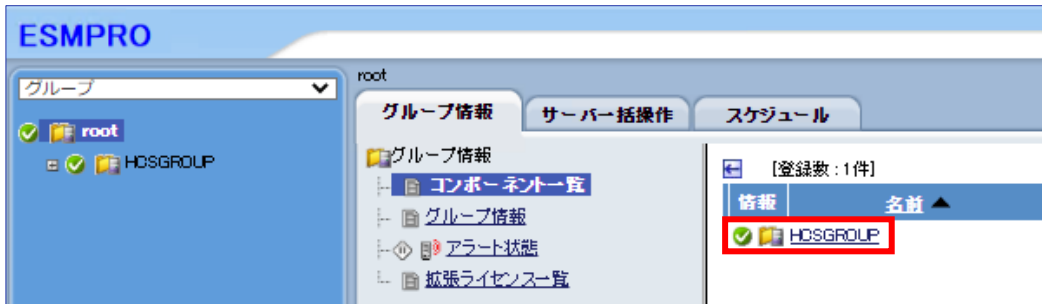 ESMPRO
グループ
root
HCSGROUP
root
グループ情報
サーバ一括操作
スケジュール
グループ情報
コンポーネント一覧
グループ情報
アラート状態
拡張ライセンス一覧
[登録数 : 1件]
情報
名前 ▲
HCSGROUP